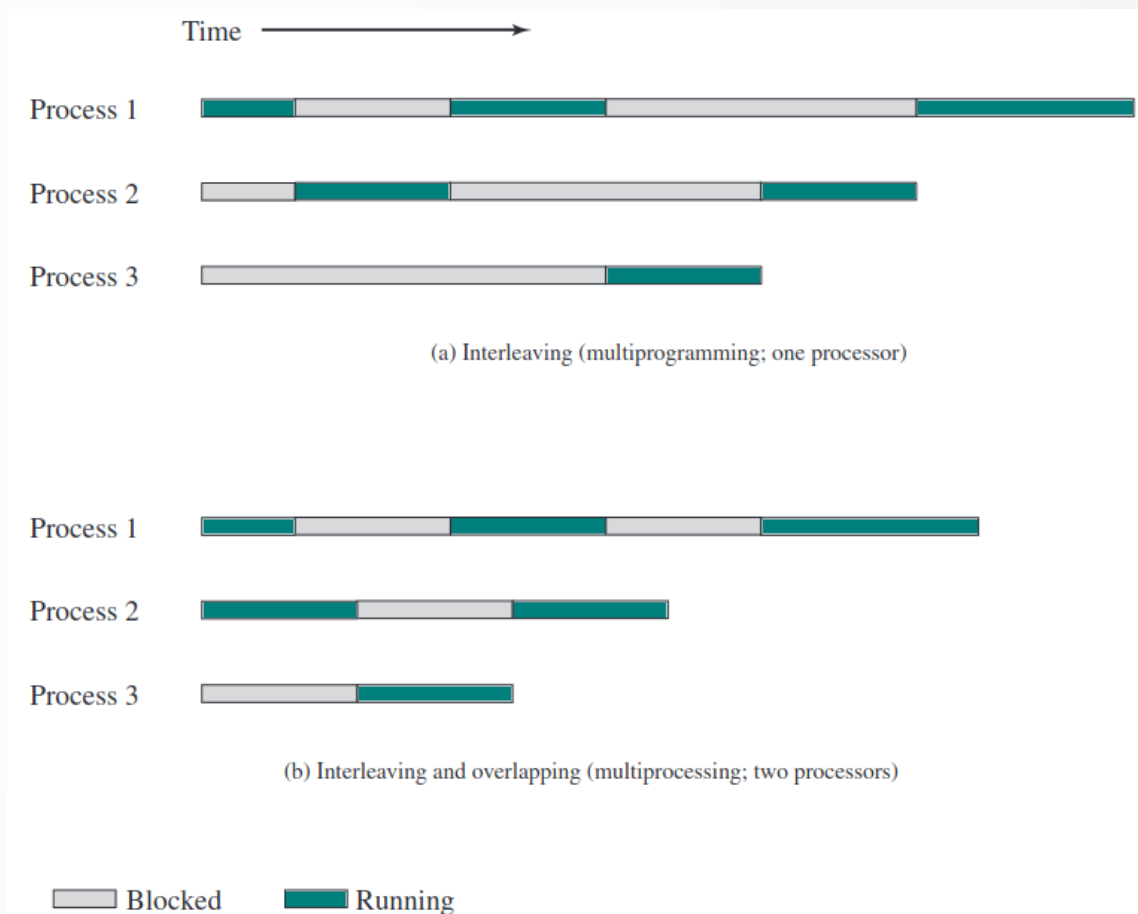 Time
Process 1
Process 2
Process 3
(a) Interleaving (multiprogramming; one processor)
Process 1
Process 2
Process 3
(b) Interleaving and overlapping (multiprocessing; two processors)
Blocked Running